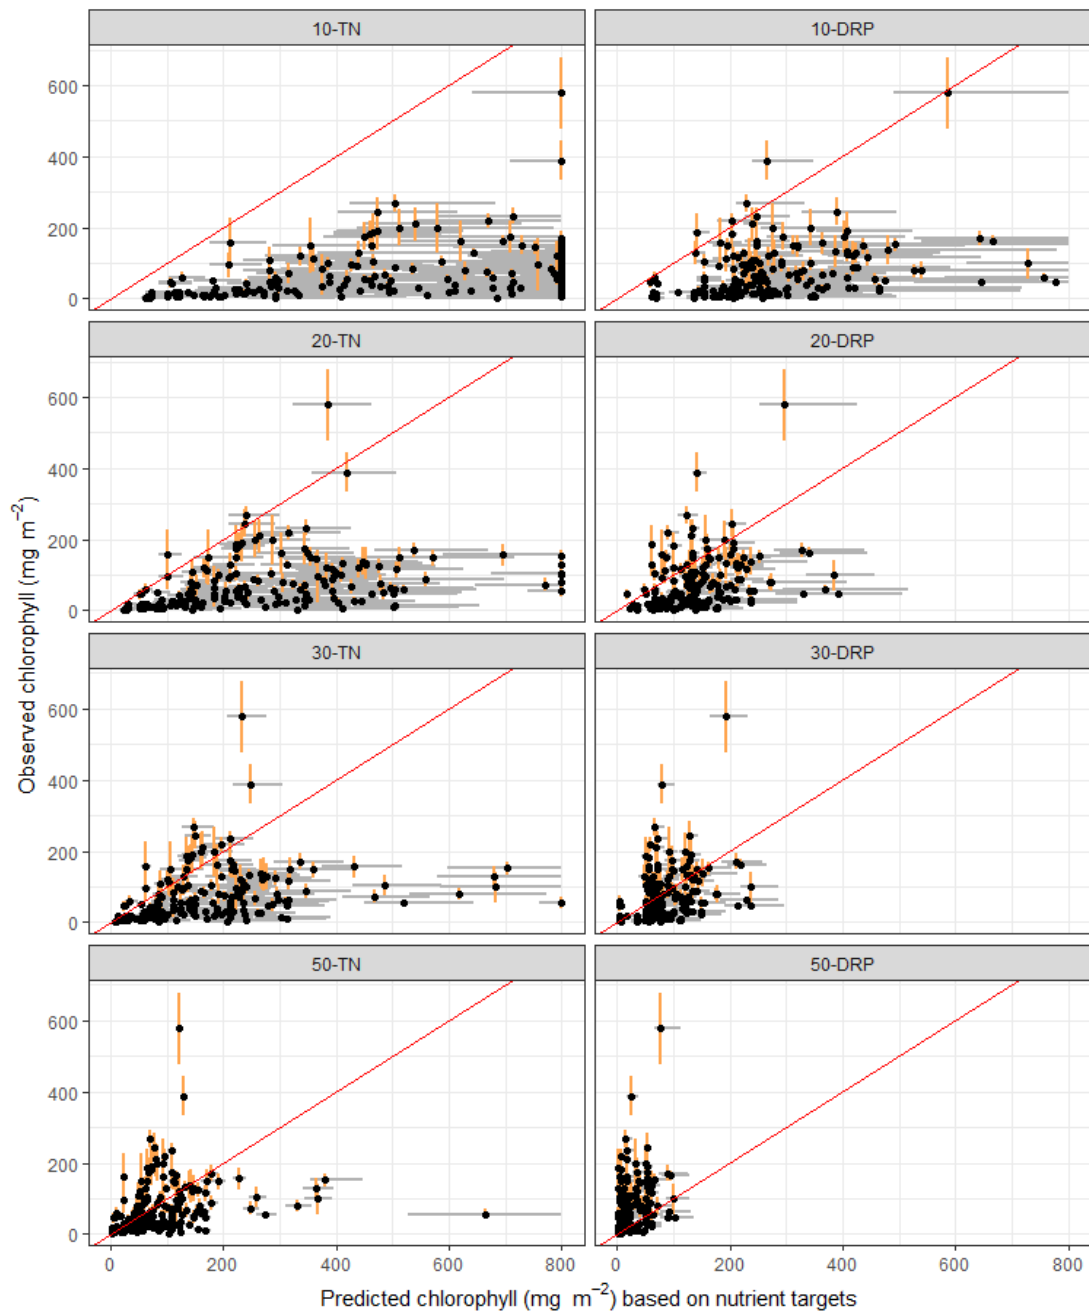 10-TN 10-DRP
600
400
200
0
20-TN 20-DRP
600
400
200
0
30-TN 30-DRP
600
400
200
0
50-TN 50-DRP
600
400
200
0
0 200 400 600 800 0 200 400 600 800
Observed chlorophyll (mg m⁻²)
Predicted chlorophyll (mg m⁻²) based on nutrient targets